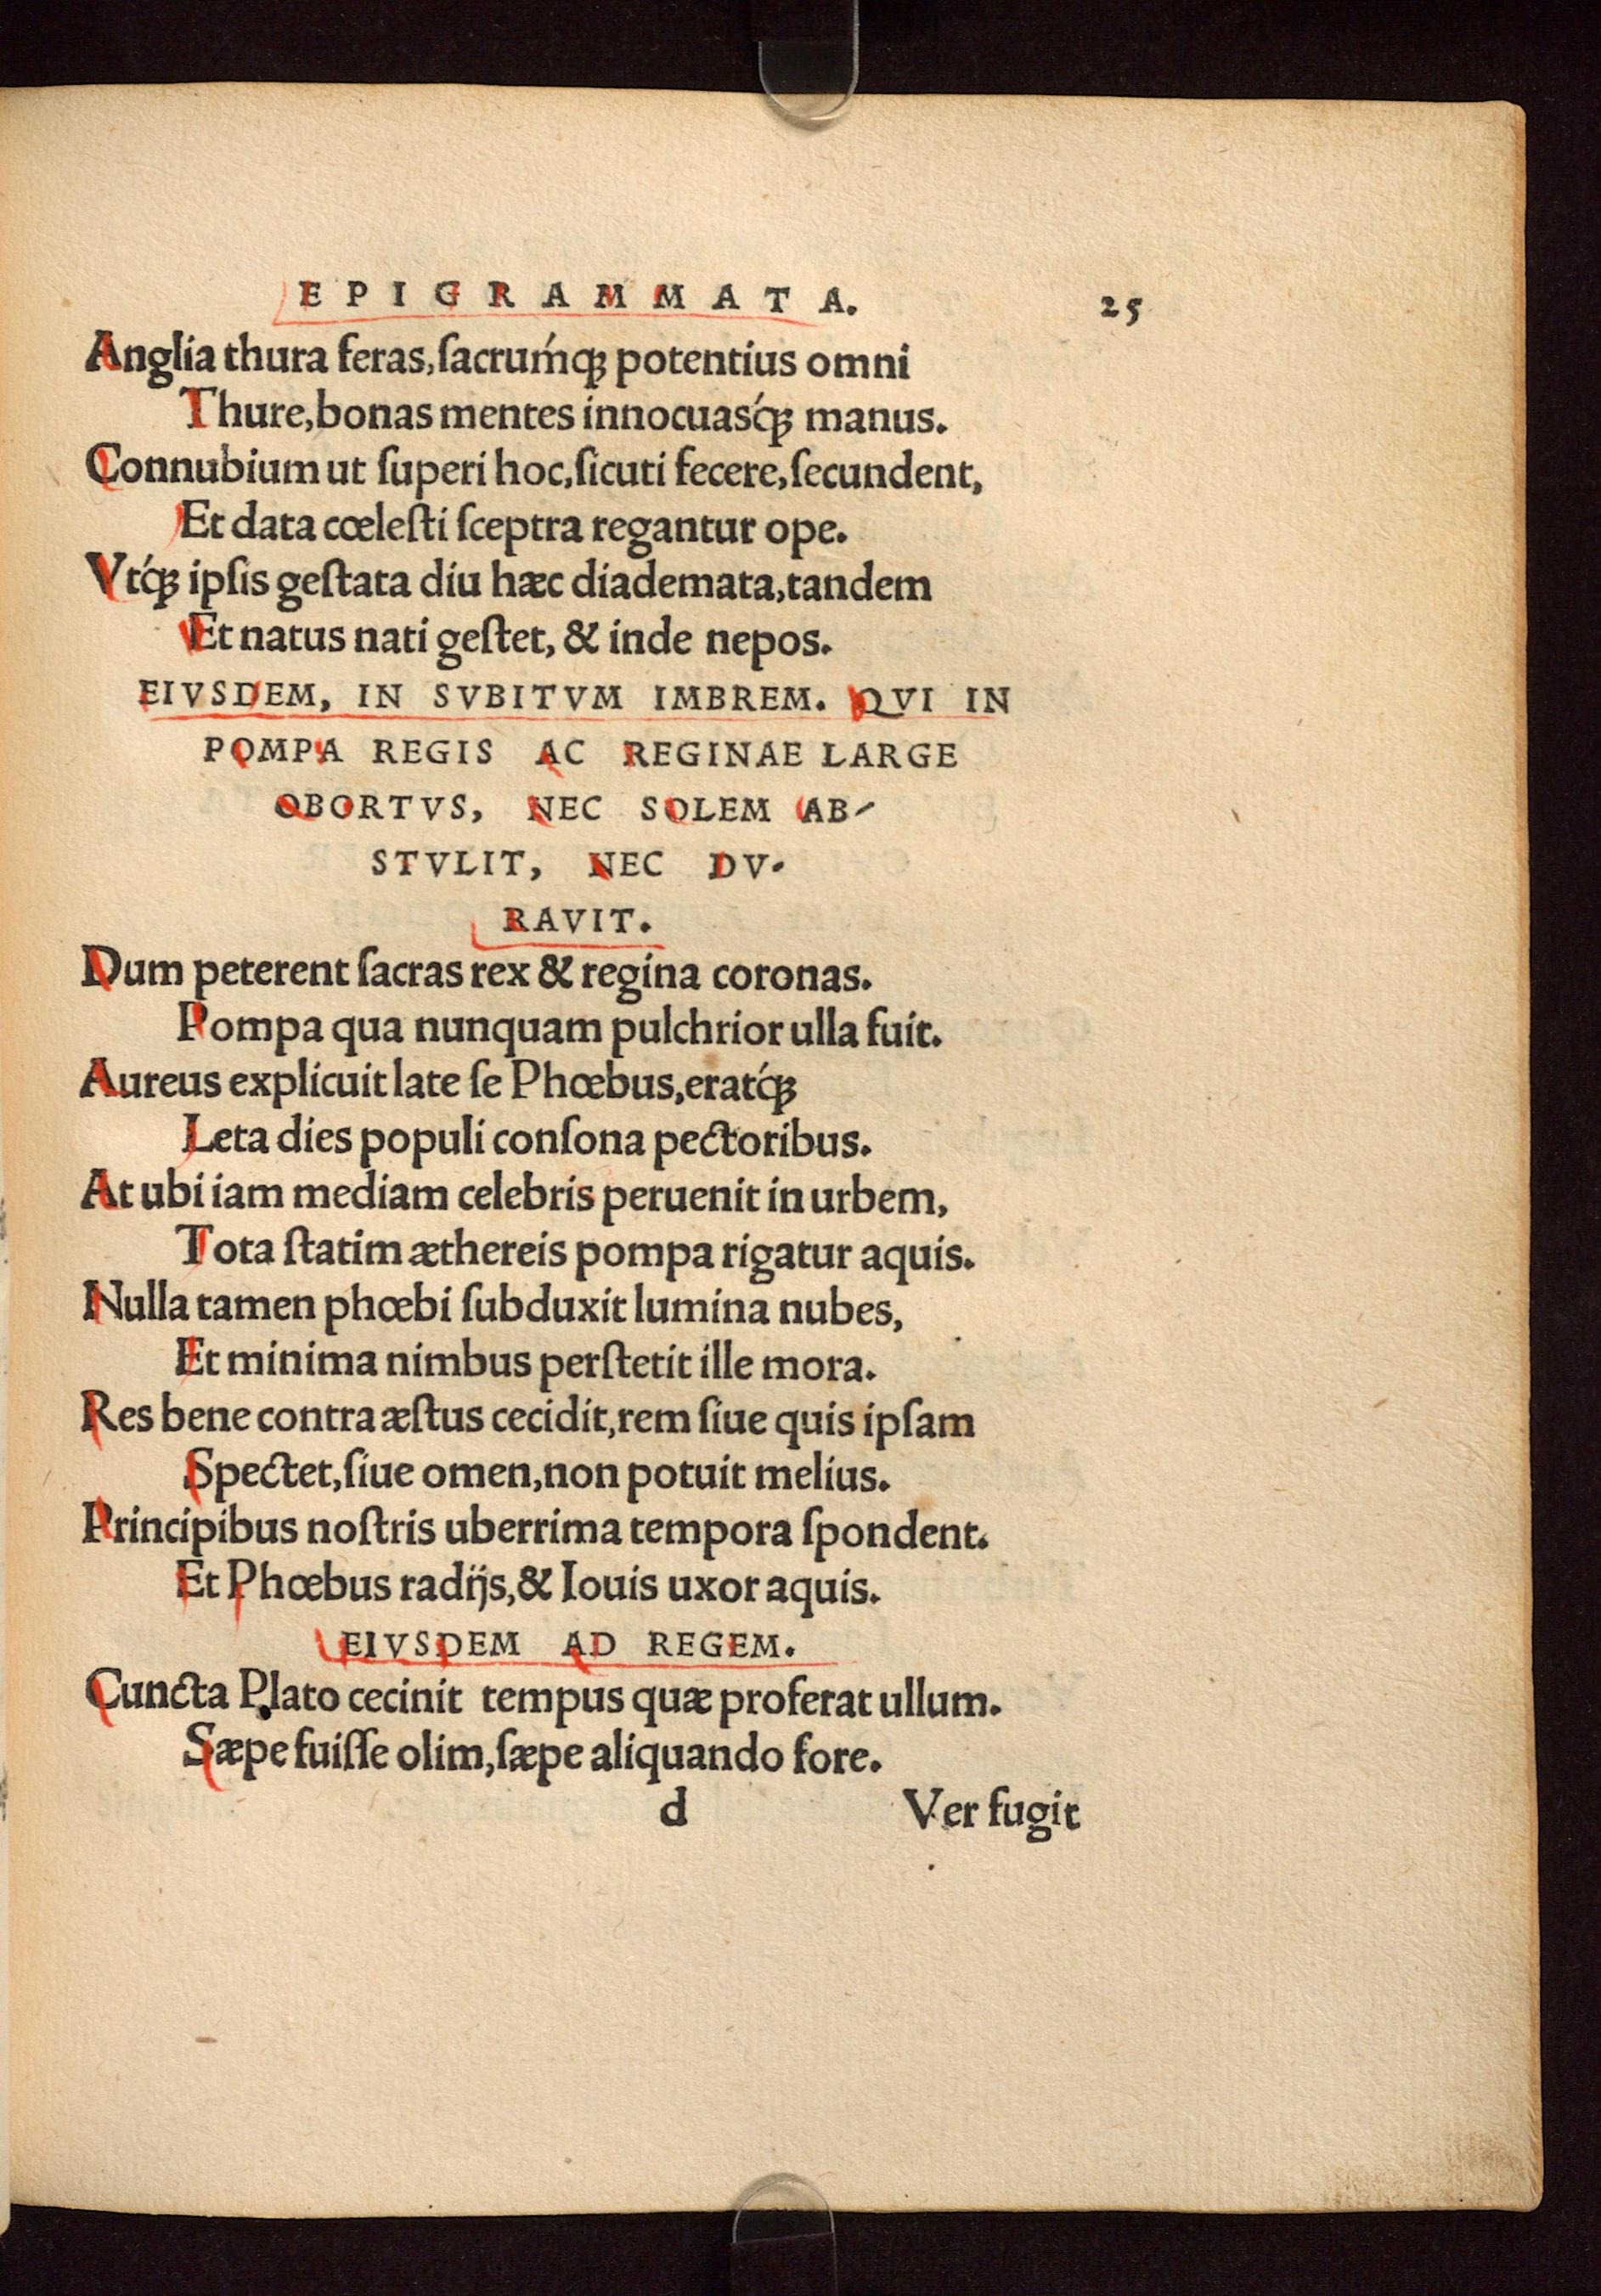 EPIGRAMMATA. 25
Anglia thura feras, ſacrumq́ꝫ potentius omni
Thure, bonas mentes innocuasq́ꝫ manus.
Connubium ut ſuperi hoc, ſicuti fecere, ſecundent,
Et data cœleſti ſceptra regantur ope.
Vtq́ꝫ ipſis geſtata diu hæc diademata, tandem
Et natus nati geſtet, & inde nepos.
EIVSDEM, IN SVBITVM IMBREM. QVI IN
POMPA REGIS AC REGINAE LARGE
OBORTVS, NEC SOLEM AB-
STVLIT, NEC DV-
RAVIT.
Dum peterent ſacras rex & regina coronas.
Pompa qua nunquam pulchrior ulla fuit.
Aureus explicuit late ſe Phœbus, eratq́ꝫ
Leta dies populi conſona pectoribus.
At ubi iam mediam celebris peruenit in urbem,
Tota ſtatim æthereis pompa rigatur aquis.
Nulla tamen phœbi ſubduxit lumina nubes,
Et minima nimbus perſtetit ille mora.
Res bene contra æſtus cecidit, rem ſiue quis ipſam
Spectet, ſiue omen, non potuit melius.
Principibus noſtris uberrima tempora ſpondent.
Et Phœbus radijs, & Iouis uxor aquis.
EIVSDEM AD REGEM.
Cuncta Plato cecinit tempus quæ proferat ullum.
Sæpe fuiſſe olim, ſæpe aliquando fore.
d Ver fugit